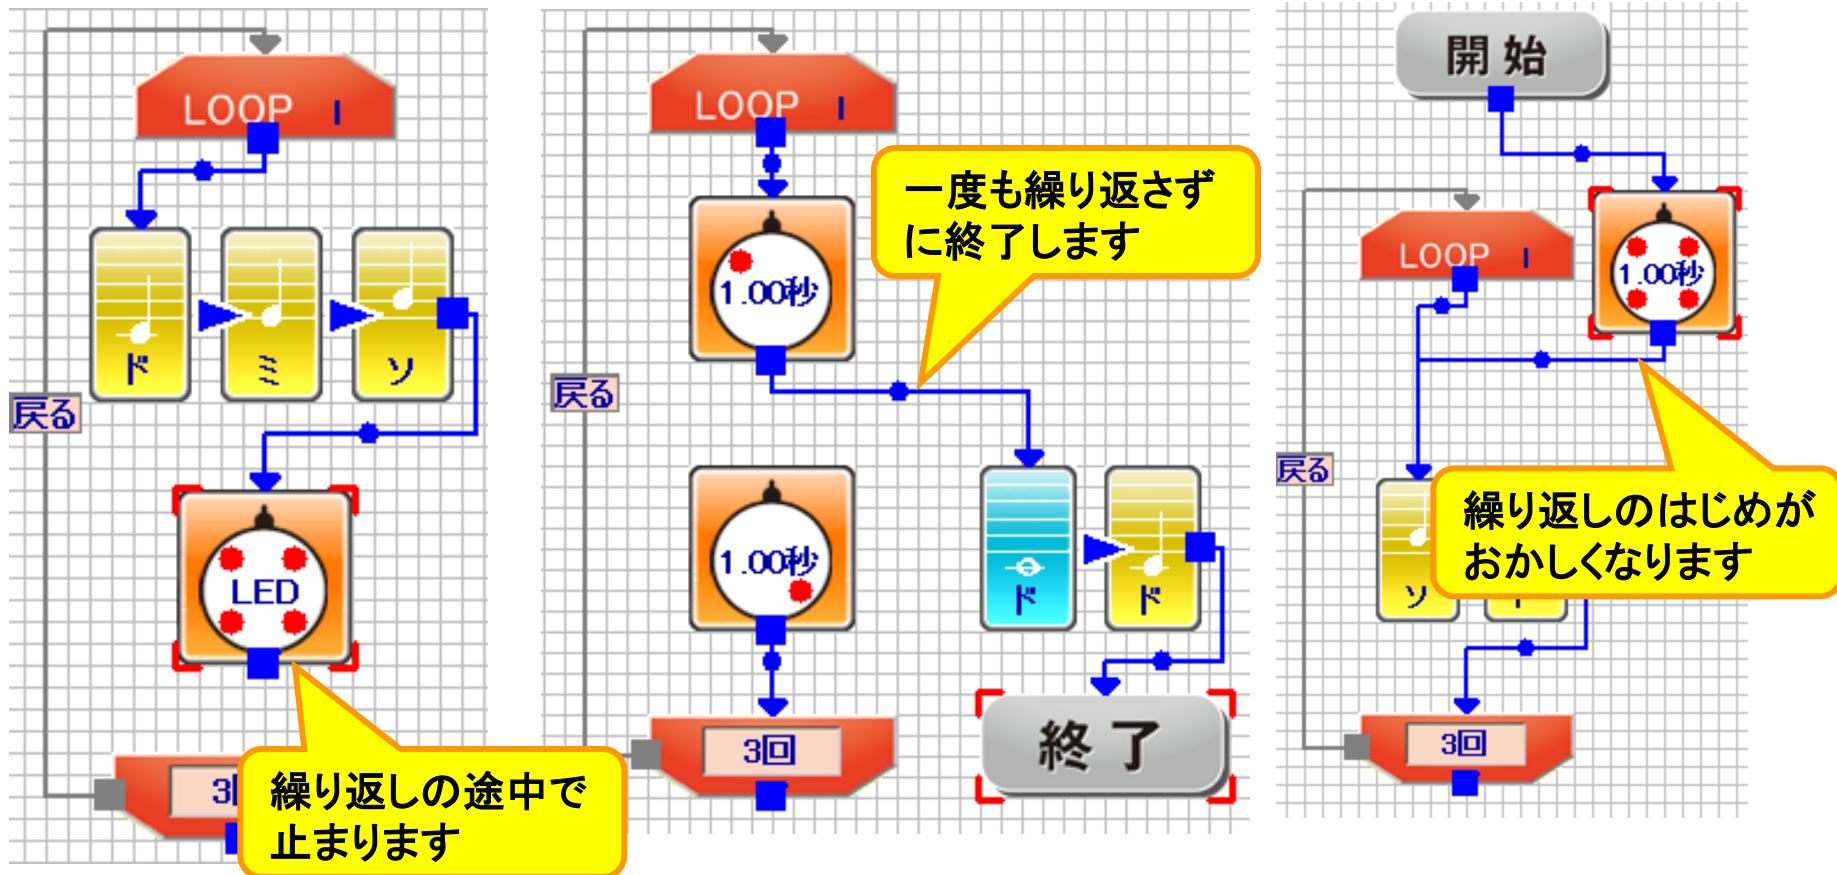 LOOP I
ド
ミ
ソ
戻る
LED
繰り返しの途中で
止まります
LOOP I
1.00秒
一度も繰り返さず
に終了します
戻る
1.00秒
ド
ド
3回
終了
開始
LOOP I
1.00秒
戻る
ソ
繰り返しのはじめが
おかしくなります
3回